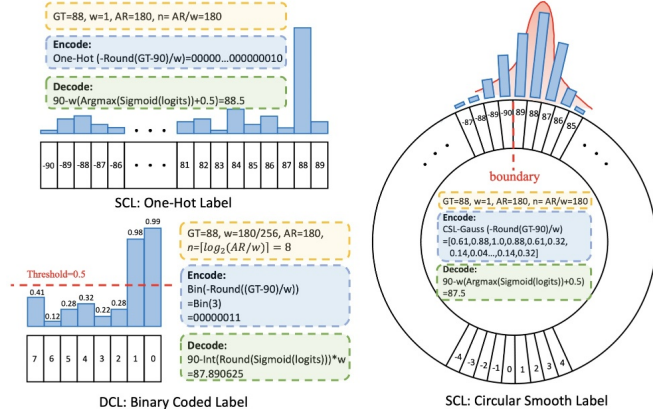 GT=88, w=1, AR=180, n= AR/w=180
Encode:
One-Hot (-Round(GT-90)/w)=00000...000000010
Decode:
90-w(Argmax(Sigmoid(logits))+0.5)=88.5
-90 -89 -88 -87 -86 81 82 83 84 85 86 87 88 89
SCL: One-Hot Label
0.41 0.12 0.28 0.32 0.22 0.28 0.98 0.99
Threshold=0.5
7 6 5 4 3 2 1 0
GT=88, w=180/256, AR=180,
n=⌈log₂(AR/w)⌉ = 8
Encode:
Bin(-Round((GT-90)/w))
=Bin(3)
=00000011
Decode:
90-Int(Round(Sigmoid(logits)))*w
=87.890625
DCL: Binary Coded Label
-87 -88 -89 -90 89 88 87 86 85
boundary
GT=88, w=1, AR=180, n= AR/w=180
Encode:
CSL-Gauss (-Round(GT-90)/w)
=[0.61,0.88,1.0,0.88,0.61,0.32,
0.14,0.04...,0.14,0.32]
Decode:
90-w(Argmax(Sigmoid(logits))+0.5)
=87.5
-4 -3 -2 -1 0 1 2 3 4
SCL: Circular Smooth Label